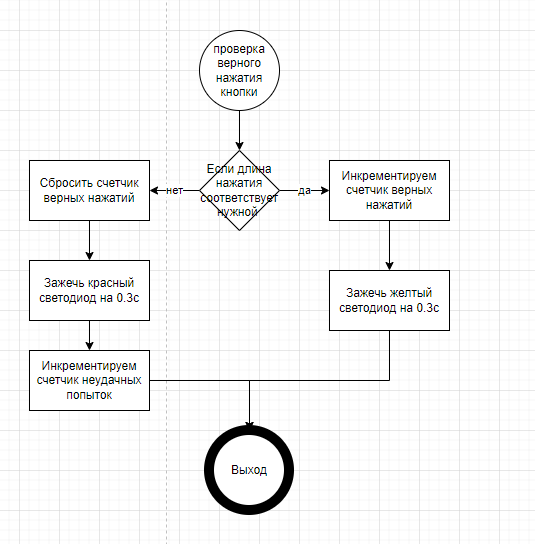 проверка
верного
нажатия
кнопки
Если длина
нажатия
соответствует
нужной
нет
да
Сбросить счетчик
верных нажатий
Инкрементируем
счетчик верных
нажатий
Зажечь красный
светодиод на 0.3с
Зажечь желтый
светодиод на 0.3с
Инкрементируем
счетчик неудачных
попыток
Выход